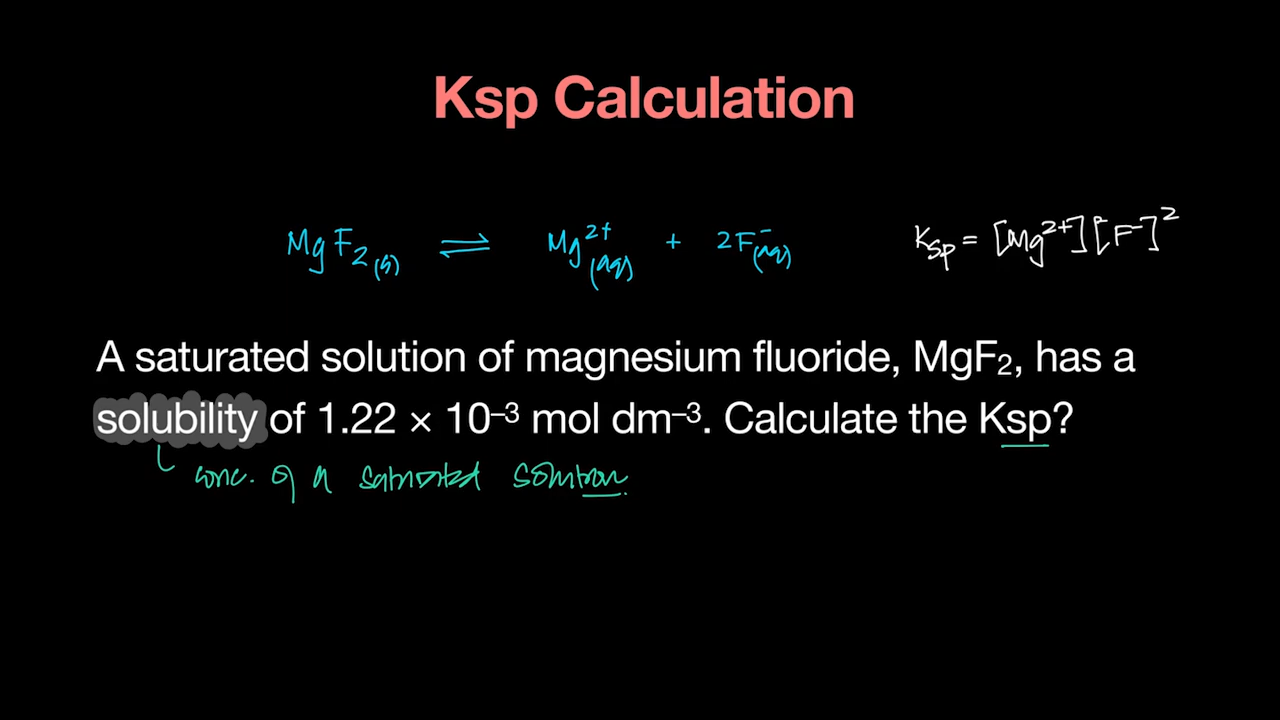 Ksp Calculation
MgF₂(s) ⇌ Mg²⁺(aq) + 2F⁻(aq) Ksp = [Mg²⁺][F⁻]²
A saturated solution of magnesium fluoride, MgF₂, has a
solubility of 1.22 × 10⁻³ mol dm⁻³. Calculate the Ksp?
conc. of a saturated solution.